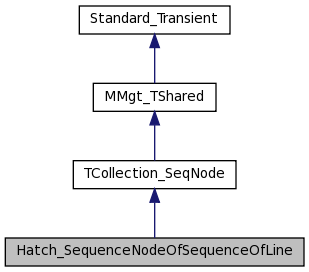 Standard_Transient
MMgt_TShared
TCollection_SeqNode
Hatch_SequenceNodeOfSequenceOfLine